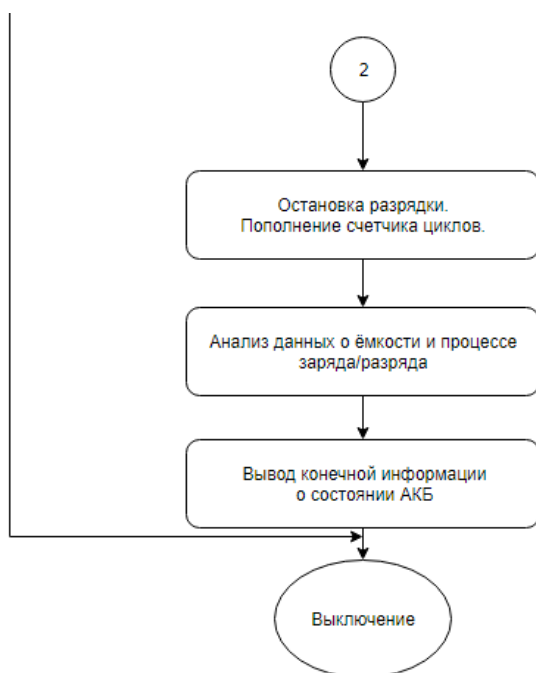 2
Остановка разрядки.
Пополнение счетчика циклов.
Анализ данных о ёмкости и процессе
заряда/разряда
Вывод конечной информации
о состоянии АКБ
Выключение